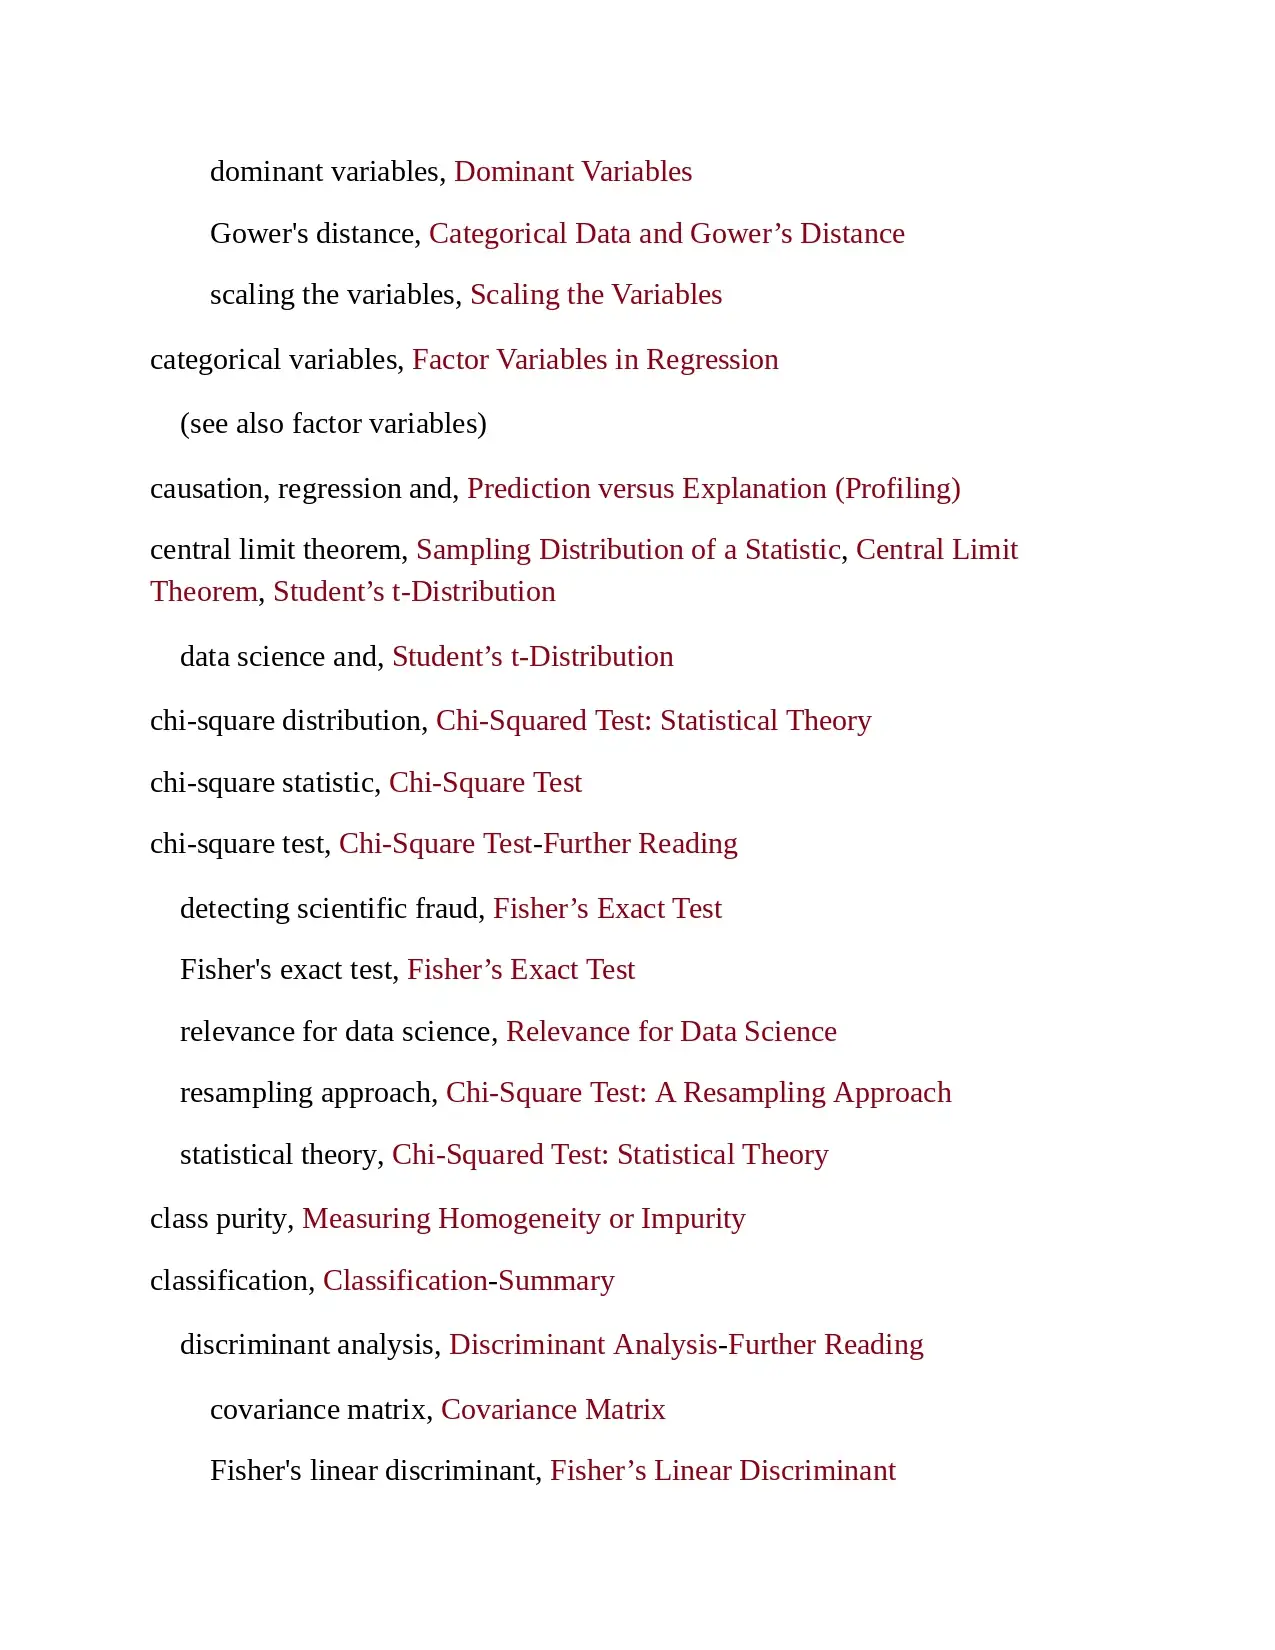 dominant variables, Dominant Variables
Gower's distance, Categorical Data and Gower’s Distance
scaling the variables, Scaling the Variables
categorical variables, Factor Variables in Regression
(see also factor variables)
causation, regression and, Prediction versus Explanation (Profiling)
central limit theorem, Sampling Distribution of a Statistic, Central Limit
Theorem, Student’s t-Distribution
data science and, Student’s t-Distribution
chi-square distribution, Chi-Squared Test: Statistical Theory
chi-square statistic, Chi-Square Test
chi-square test, Chi-Square Test-Further Reading
detecting scientific fraud, Fisher’s Exact Test
Fisher's exact test, Fisher’s Exact Test
relevance for data science, Relevance for Data Science
resampling approach, Chi-Square Test: A Resampling Approach
statistical theory, Chi-Squared Test: Statistical Theory
class purity, Measuring Homogeneity or Impurity
classification, Classification-Summary
discriminant analysis, Discriminant Analysis-Further Reading
covariance matrix, Covariance Matrix
Fisher's linear discriminant, Fisher’s Linear Discriminant